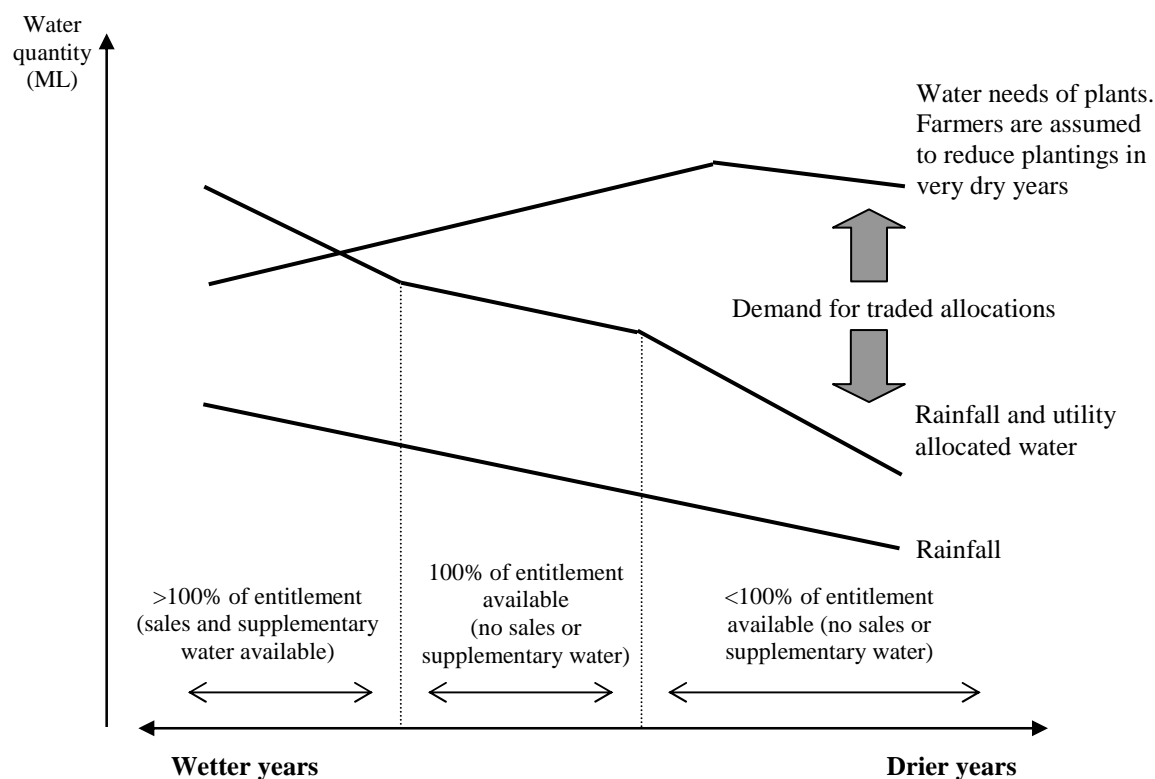 Water
quantity
(ML)
Water needs of plants.
Farmers are assumed
to reduce plantings in
very dry years
Demand for traded allocations
Rainfall and utility
allocated water
Rainfall
>100% of entitlement
(sales and supplementary
water available)
100% of entitlement
available
(no sales or
supplementary water)
<100% of entitlement
available (no sales or
supplementary water)
Wetter years
Drier years